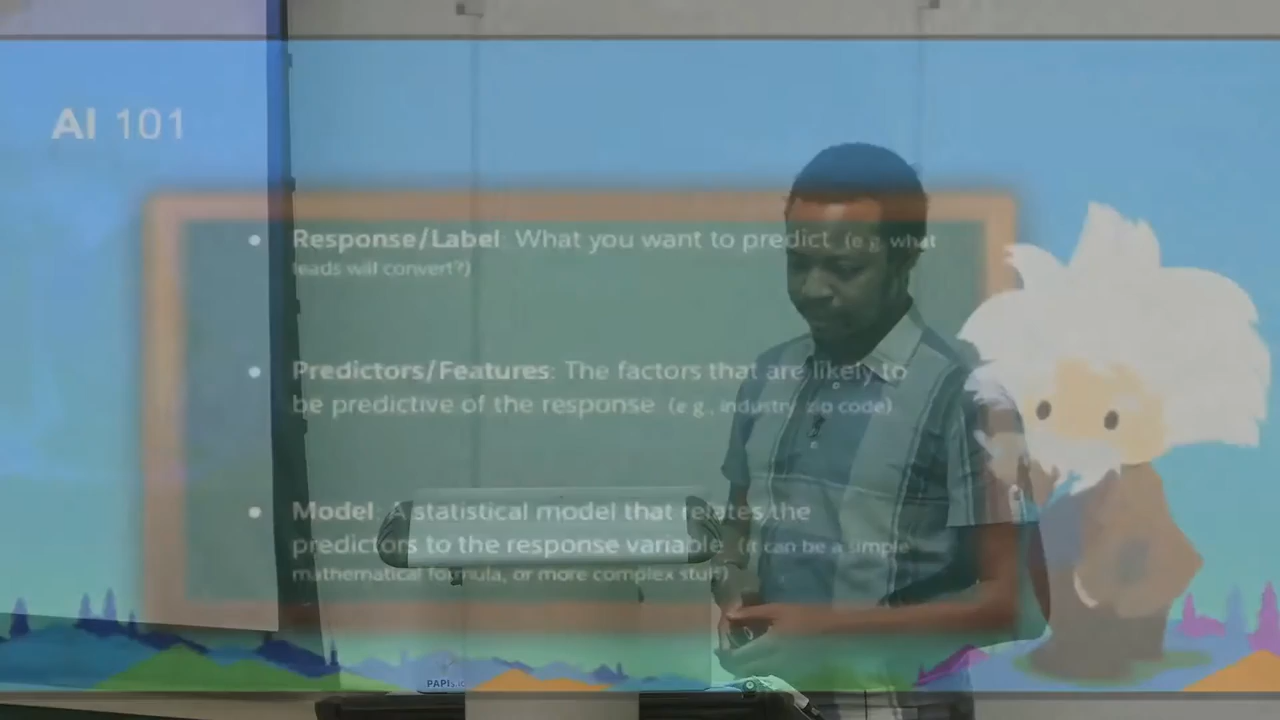 AI 101
• Response/Label: What you want to predict (e.g. what
leads will convert?)
• Predictors/Features: The factors that are likely to
be predictive of the response (e.g., industry, zip code)
• Model: A statistical model that relates the
predictors to the response variable (it can be a simple
mathematical formula, or more complex stuff)
PAPIs.io